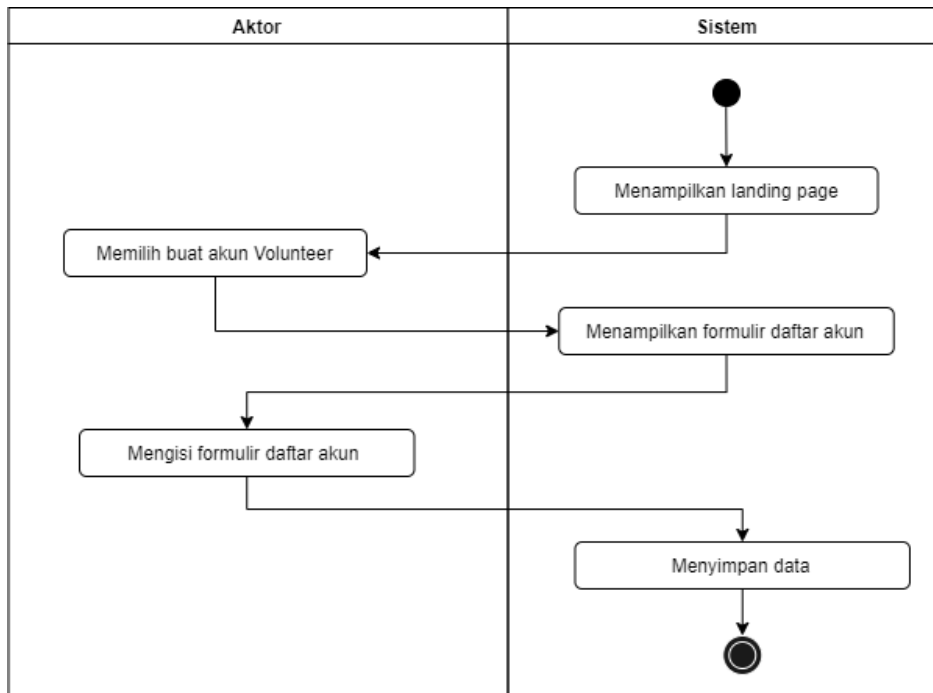 Aktor
Sistem
Menampilkan landing page
Memilih buat akun Volunteer
Menampilkan formulir daftar akun
Mengisi formulir daftar akun
Menyimpan data